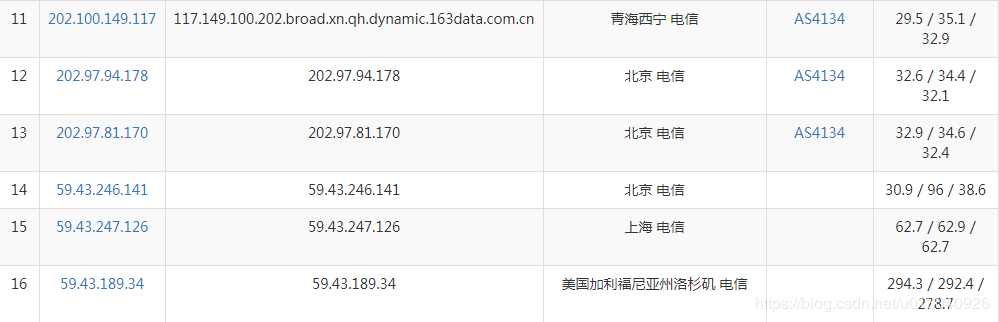 11 202.100.149.117 117.149.100.202.broad.xn.qh.dynamic.163data.com.cn 青海西宁 电信 AS4134 29.5 / 35.1 /
32.9
12 202.97.94.178 202.97.94.178 北京 电信 AS4134 32.6 / 34.4 /
32.1
13 202.97.81.170 202.97.81.170 北京 电信 AS4134 32.9 / 34.6 /
32.4
14 59.43.246.141 59.43.246.141 北京 电信 30.9 / 96 / 38.6
15 59.43.247.126 59.43.247.126 上海 电信 62.7 / 62.9 /
62.7
16 59.43.189.34 59.43.189.34 美国加利福尼亚州洛杉矶 电信 294.3 / 292.4 /
278.7